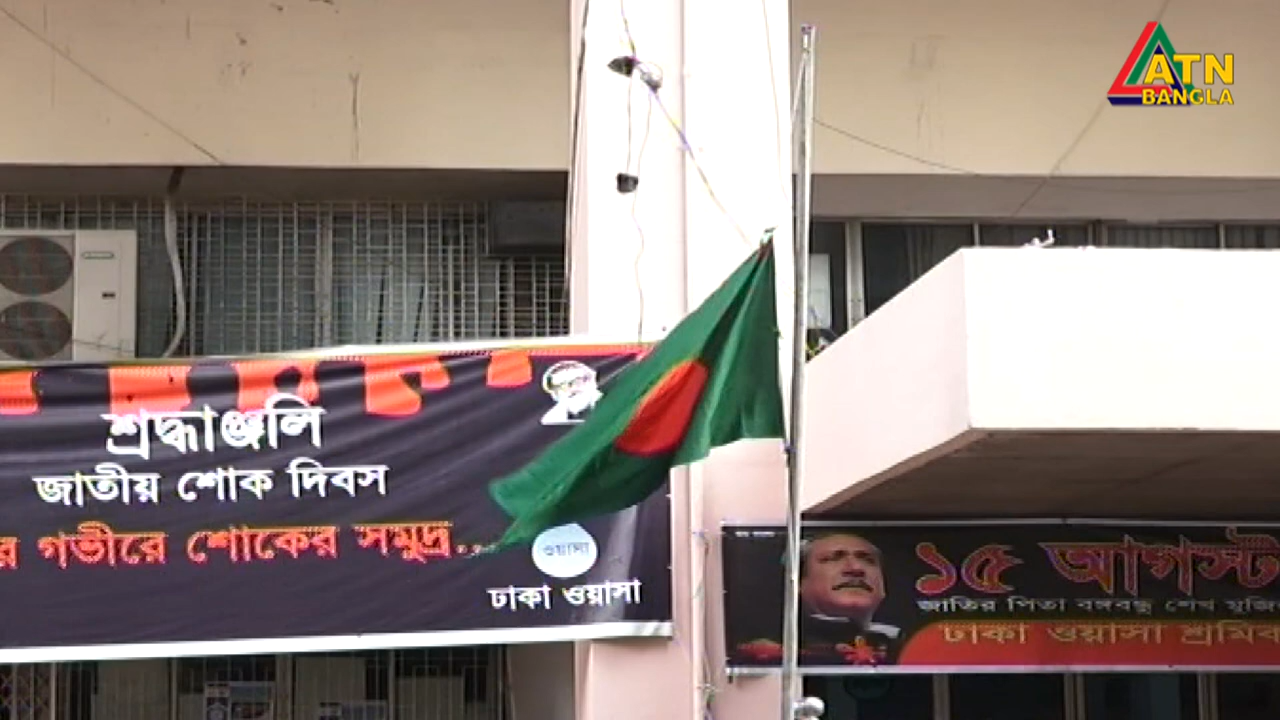 ATN
BANGLA
শ্রদ্ধাঞ্জলি
জাতীয় শোক দিবস
র গভীরে শোকের সমুদ্র...
ওয়াসা
ঢাকা ওয়াসা
১৫ আগস্ট
জাতির পিতা বঙ্গবন্ধু শেখ মুজি
ঢাকা ওয়াসা শ্রমিক